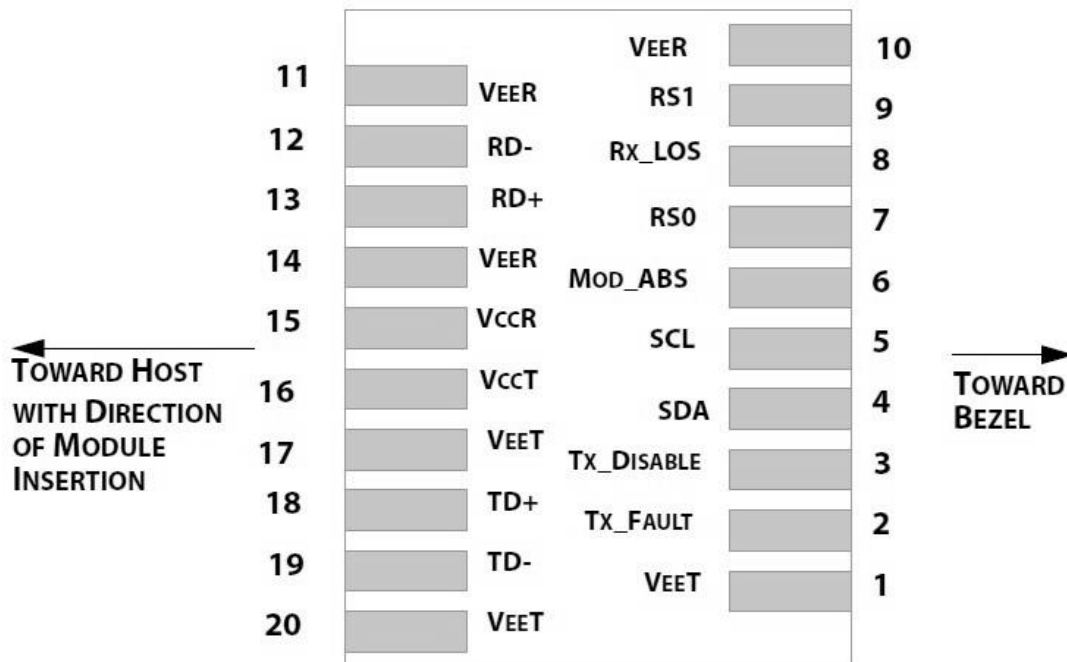 VEER 10
11 VEER
RS1 9
12 RD-
RX_LOS 8
13 RD+
RS0 7
14 VEER
MOD_ABS 6
15 VCCR
SCL 5
16 VCCT
SDA 4
17 VEET
TX_DISABLE 3
18 TD+
TX_FAULT 2
19 TD-
VEET 1
20 VEET
TOWARD HOST
WITH DIRECTION
OF MODULE
INSERTION
TOWARD
BEZEL